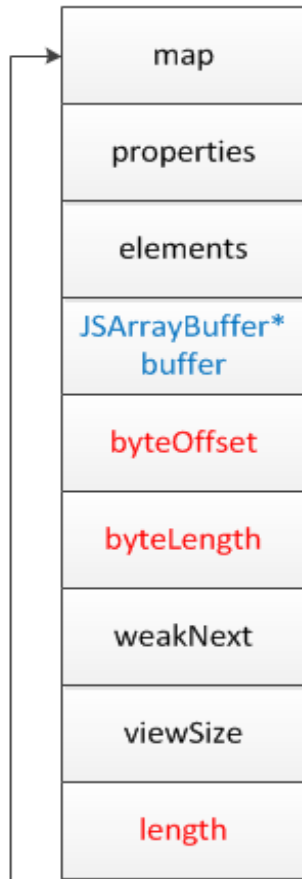 map
properties
elements
JSArrayBuffer*
buffer
byteOffset
byteLength
weakNext
viewSize
length